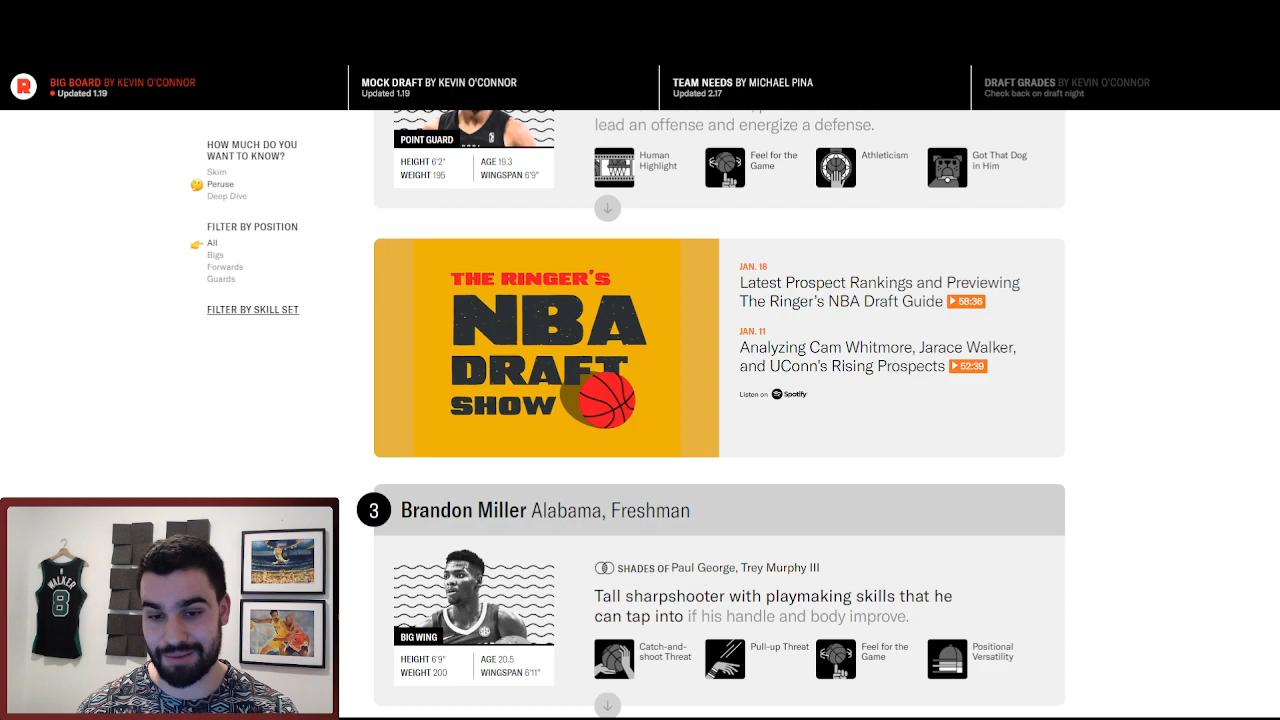 R
BIG BOARD BY KEVIN O'CONNOR
Updated 1.19
MOCK DRAFT BY KEVIN O'CONNOR
Updated 1.19
TEAM NEEDS BY MICHAEL PINA
Updated 2.17
DRAFT GRADES BY KEVIN O'CONNOR
Check back on draft night
HOW MUCH DO YOU
WANT TO KNOW?
Skim
Peruse
Deep Dive
FILTER BY POSITION
All
Bigs
Forwards
Guards
FILTER BY SKILL SET
POINT GUARD
HEIGHT 6'2"
WEIGHT 195
AGE 19.3
WINGSPAN 6'9"
lead an offense and energize a defense.
Human
Highlight
Feel for the
Game
Athleticism
Got That Dog
in Him
THE RINGER'S
NBA
DRAFT
SHOW
JAN. 18
Latest Prospect Rankings and Previewing
The Ringer's NBA Draft Guide 58:36
JAN. 11
Analyzing Cam Whitmore, Jarace Walker,
and UConn's Rising Prospects 52:39
Listen on Spotify
3
Brandon Miller Alabama, Freshman
BIG WING
HEIGHT 6'9"
WEIGHT 200
AGE 20.5
WINGSPAN 6'11"
SHADES OF Paul George, Trey Murphy III
Tall sharpshooter with playmaking skills that he
can tap into if his handle and body improve.
Catch-and-
shoot Threat
Pull-up Threat
Feel for the
Game
Positional
Versatility
WALKER
8